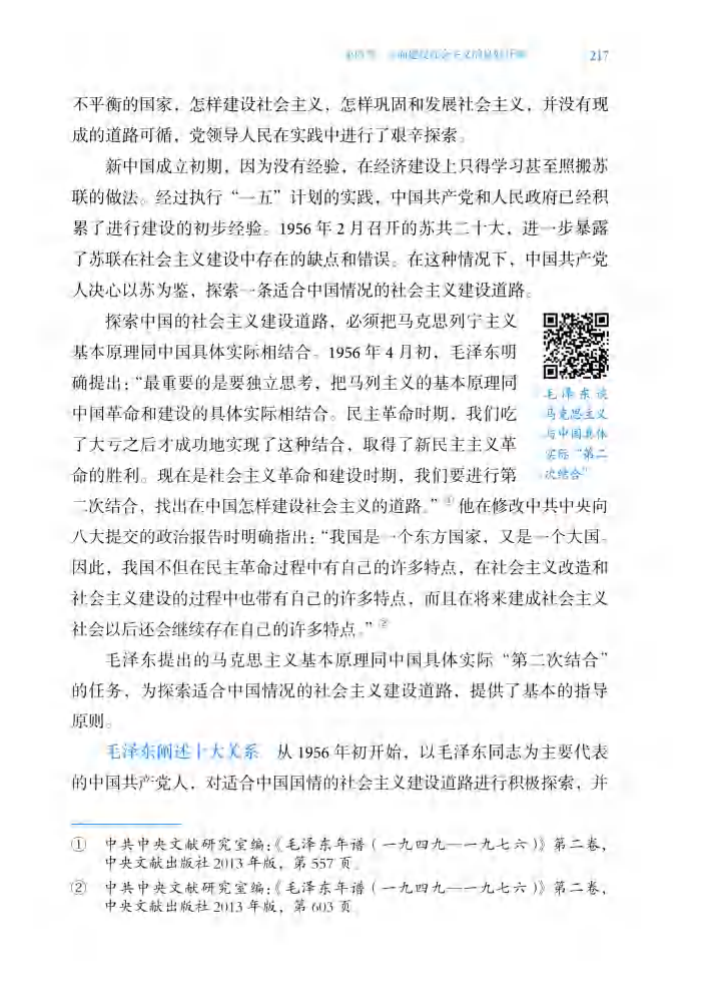 217
不平衡的国家，怎样建设社会主义，怎样巩固和发展社会主义，并没有现
成的道路可循，党领导人民在实践中进行了艰辛探索。
新中国成立初期，因为没有经验，在经济建设上只得学习甚至照搬苏
联的做法。经过执行“一五”计划的实践，中国共产党和人民政府已经积
累了进行建设的初步经验。1956年2月召开的苏共二十大，进一步暴露
了苏联在社会主义建设中存在的缺点和错误。在这种情况下，中国共产党
人决心以苏为鉴，探索一条适合中国情况的社会主义建设道路。
探索中国的社会主义建设道路，必须把马克思列宁主义
基本原理同中国具体实际相结合。1956年4月初，毛泽东明
确提出：“最重要的是要独立思考，把马列主义的基本原理同
中国革命和建设的具体实际相结合。民主革命时期，我们吃
了大亏之后才成功地实现了这种结合，取得了新民主主义革
命的胜利。现在是社会主义革命和建设时期，我们要进行第
二次结合，找出在中国怎样建设社会主义的道路。”①他在修改中共中央向
八大提交的政治报告时明确指出：“我国是一个东方国家，又是一个大国。
因此，我国不但在民主革命过程中有自己的许多特点，在社会主义改造和
社会主义建设的过程中也带有自己的许多特点，而且在将来建成社会主义
社会以后还会继续存在自己的许多特点。”②
毛泽东谈
马克思主义
与中国具体
实际“第二
次结合”
毛泽东提出的马克思主义基本原理同中国具体实际“第二次结合”
的任务，为探索适合中国情况的社会主义建设道路，提供了基本的指导
原则。
毛泽东阐述十大关系 从1956年初开始，以毛泽东同志为主要代表
的中国共产党人，对适合中国国情的社会主义建设道路进行积极探索，并
① 中共中央文献研究室编：《毛泽东年谱（一九四九—一九七六）》第二卷，
中央文献出版社2013年版，第557页。
② 中共中央文献研究室编：《毛泽东年谱（一九四九—一九七六）》第二卷，
中央文献出版社2013年版，第603页。